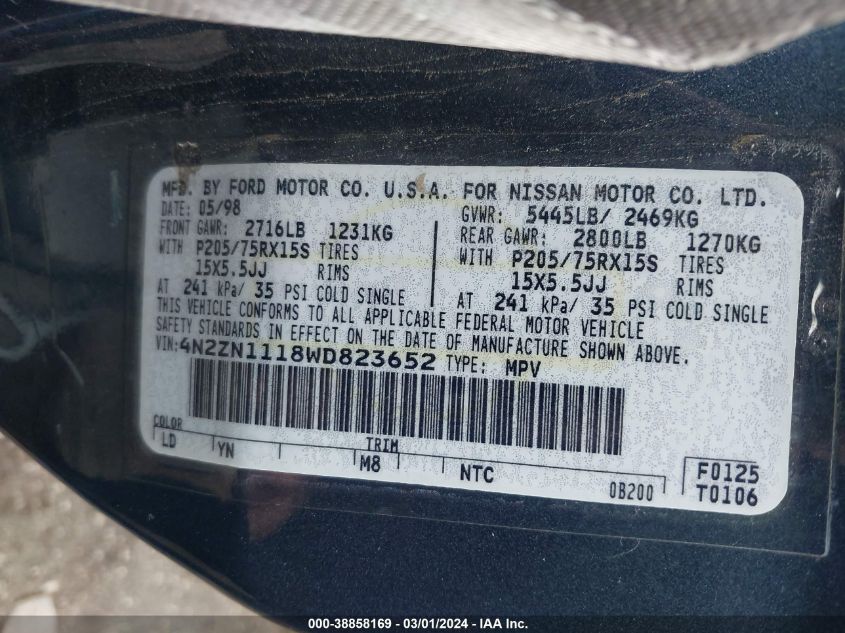 MFD. BY FORD MOTOR CO. U.S.A. FOR NISSAN MOTOR CO. LTD.
DATE: 05/98 GVWR: 5445LB/ 2469KG
FRONT GAWR: 2716LB 1231KG REAR GAWR: 2800LB 1270KG
WITH P205/75RX15S TIRES WITH P205/75RX15S TIRES
15X5.5JJ RIMS 15X5.5JJ RIMS
AT 241 kPa/ 35 PSI COLD SINGLE AT 241 kPa/ 35 PSI COLD SINGLE
THIS VEHICLE CONFORMS TO ALL APPLICABLE FEDERAL MOTOR VEHICLE
SAFETY STANDARDS IN EFFECT ON THE DATE OF MANUFACTURE SHOWN ABOVE.
VIN: 4N2ZN1118WD823652 TYPE: MPV
COLOR TRIM
LD YN M8 NTC 0B200
F0125
T0106
000-38858169 - 03/01/2024 - IAA Inc.